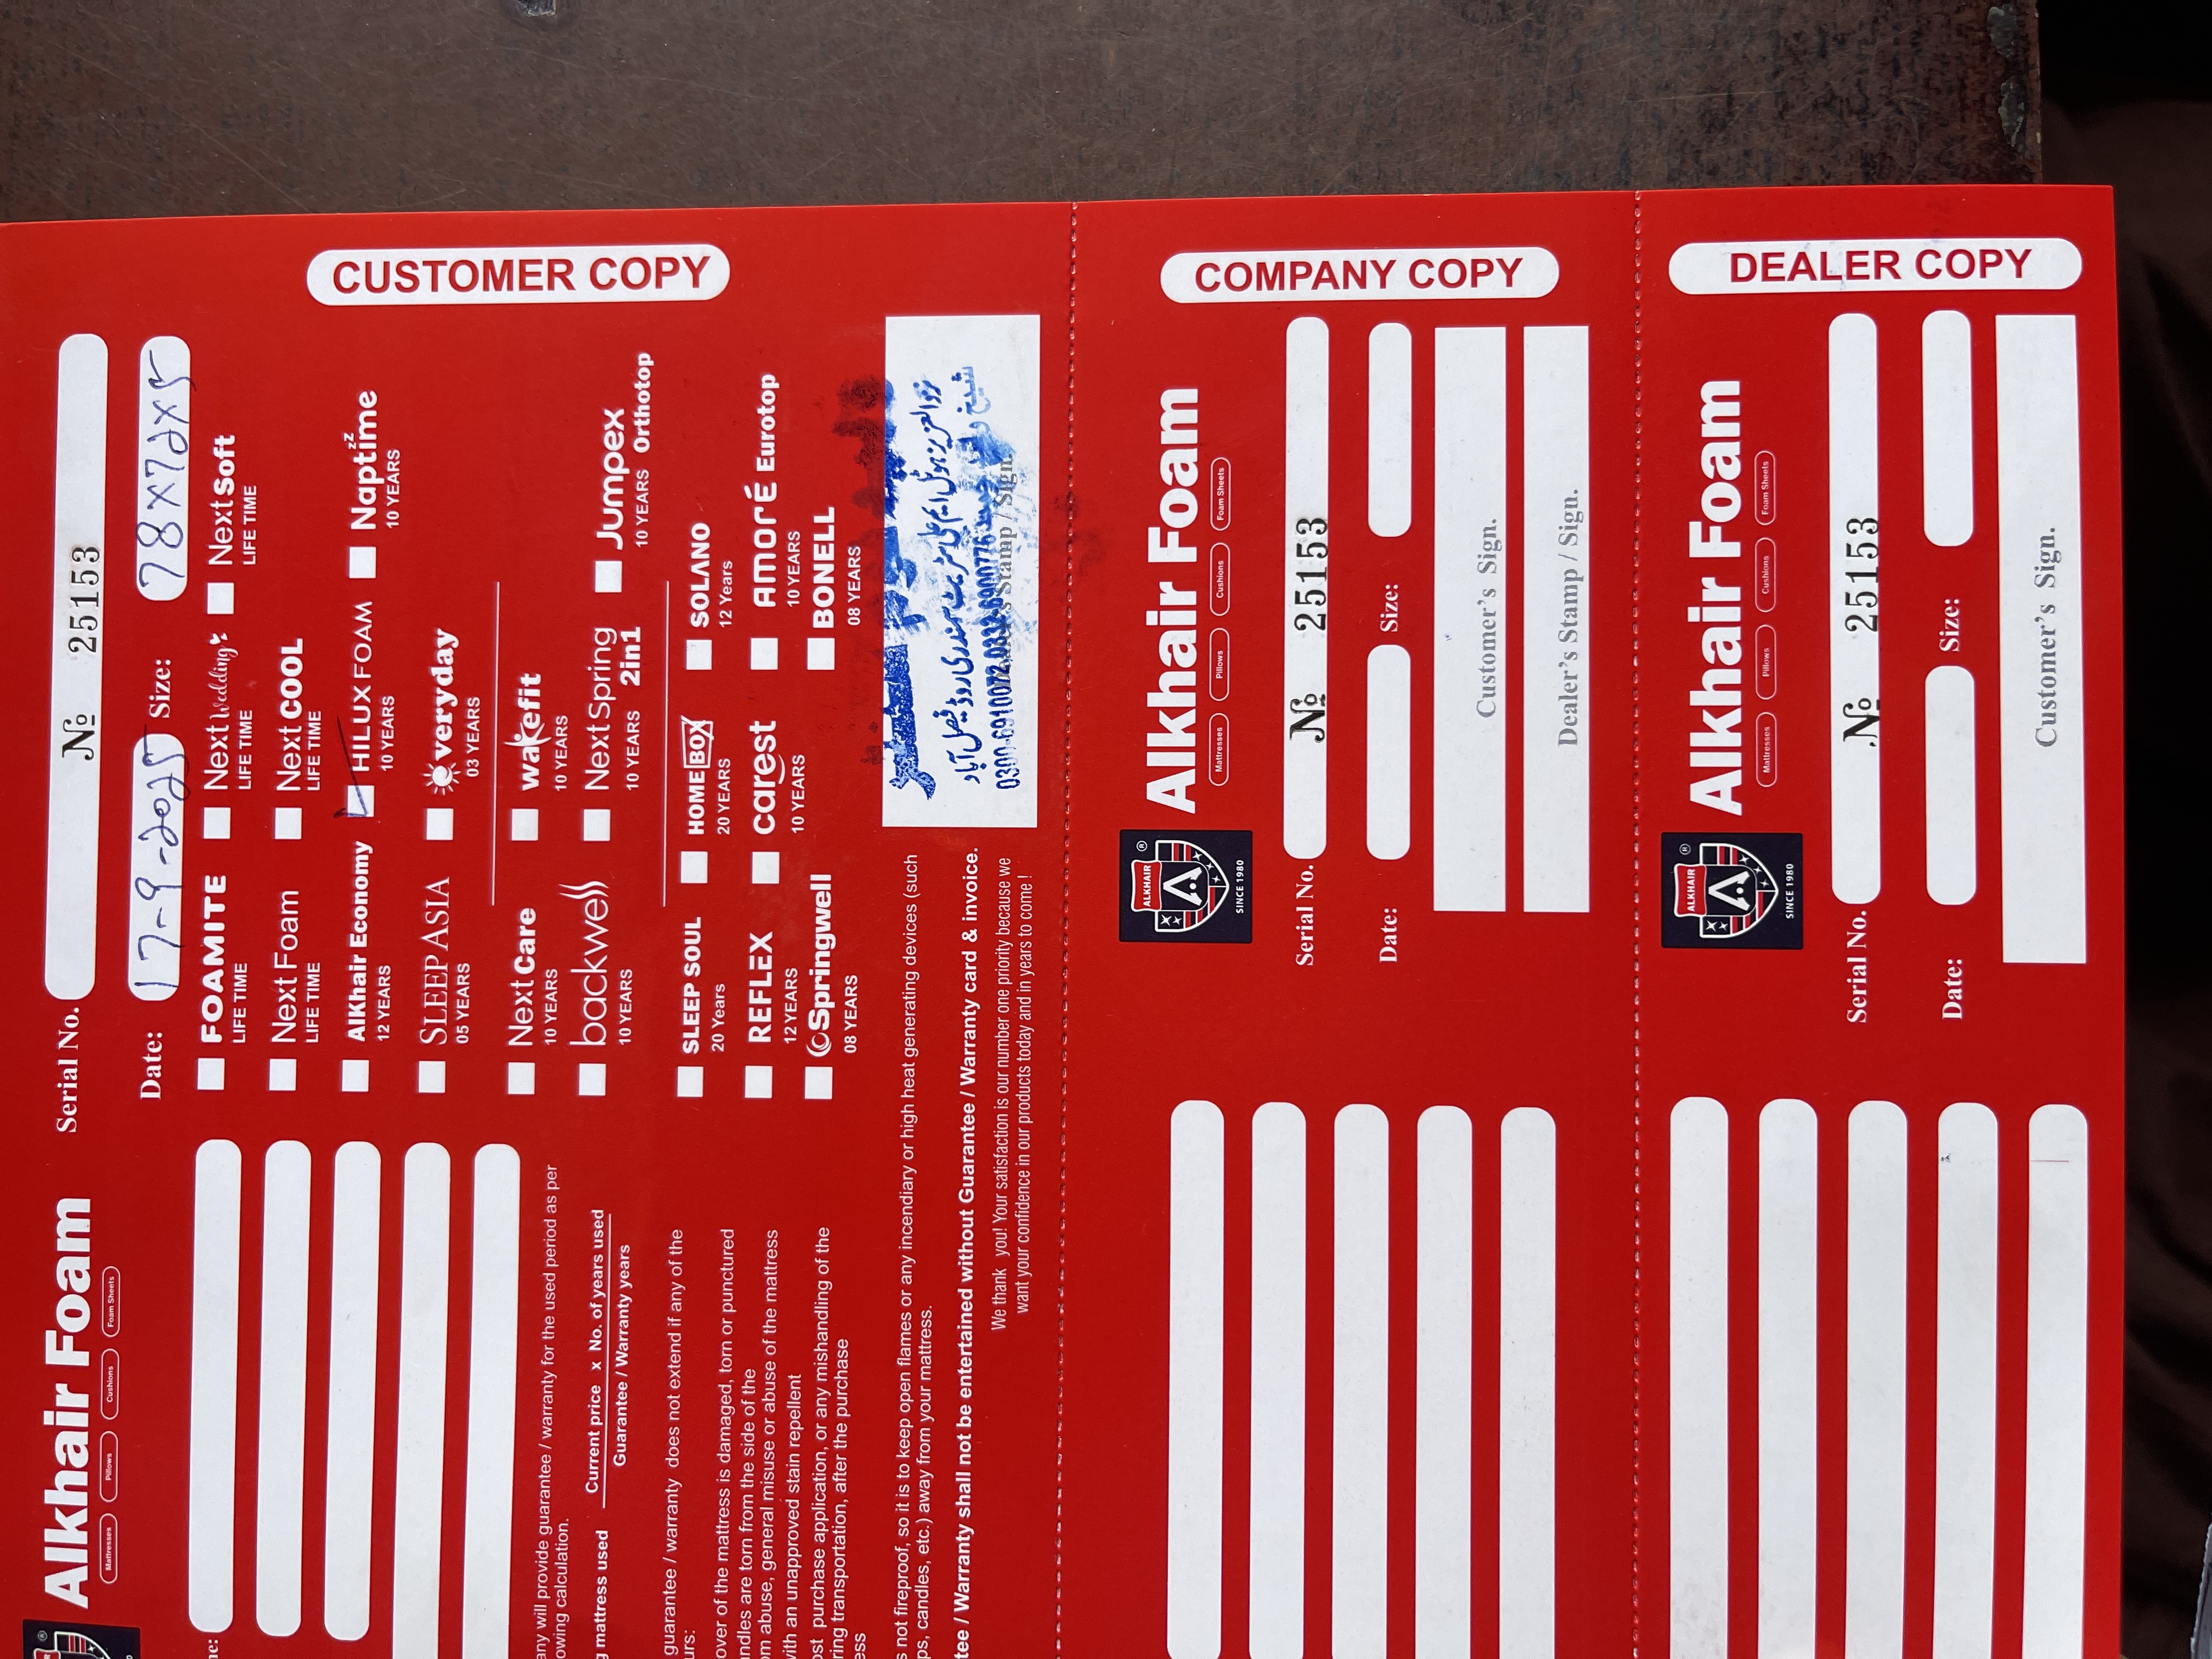 CUSTOMER COPY
Alkhair Foam
Mattresses Pillows Cushions Foam Sheets
Serial No. № 25153
Date: 17-9-2025 Size: 78x72x5
FOAMITE Next Wedding Next Soft
LIFE TIME LIFE TIME LIFE TIME
Next Foam Next COOL
LIFE TIME LIFE TIME
AlKhair Economy HILUX FOAM Naptime zz
12 YEARS 10 YEARS 10 YEARS
SLEEP ASIA everyday
05 YEARS 03 YEARS
Next Care wakefit
10 YEARS 10 YEARS
backwell Next Spring Jumpex
10 YEARS 10 YEARS 2in1 10 YEARS Orthotop
SLEEP SOUL HOME BOX SOLANO
20 Years 20 YEARS 12 Years
REFLEX carest Amoré Eurotop
12 YEARS 10 YEARS 10 YEARS
Springwell BONELL
08 YEARS 08 YEARS
any will provide guarantee / warranty for the used period as per
owing calculation.
g mattress used Current price x No. of years used
Guarantee / Warranty years
guarantee / warranty does not extend if any of the
urs:
over of the mattress is damaged, torn or punctured
ndles are torn from the side of the
om abuse, general misuse or abuse of the mattress
vith an unapproved stain repellent
ost purchase application, or any mishandling of the
ring transportation, after the purchase
ess
s not fireproof, so it is to keep open flames or any incendiary or high heat generating devices (such
ps, candles, etc.) away from your mattress.
tee / Warranty shall not be entertained without Guarantee / Warranty card & invoice.
We thank you! Your satisfaction is our number one priority because we
want your confidence in our products today and in years to come !
Stamp / Sign.
COMPANY COPY
ALKHAIR
SINCE 1980
Alkhair Foam
Mattresses Pillows Cushions Foam Sheets
Serial No. № 25153
Date: Size:
Customer's Sign.
Dealer's Stamp / Sign.
DEALER COPY
ALKHAIR
SINCE 1980
Alkhair Foam
Mattresses Pillows Cushions Foam Sheets
Serial No. № 25153
Date: Size:
Customer's Sign.